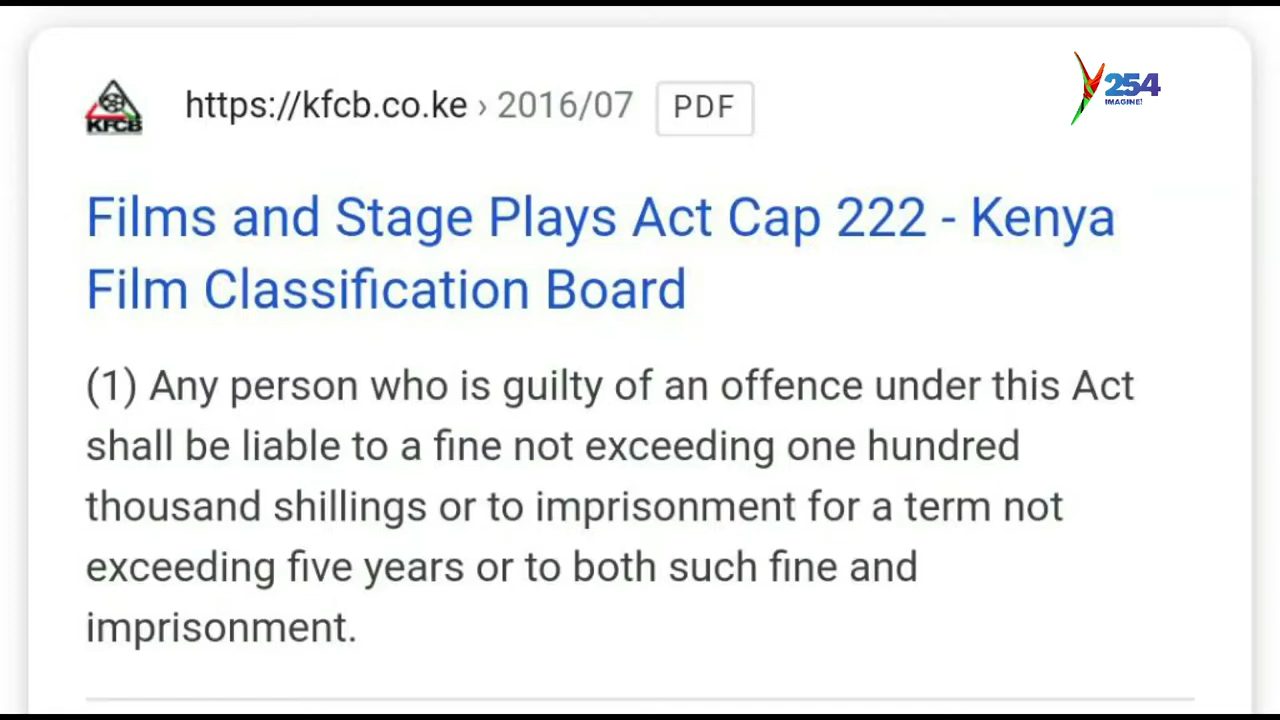 https://kfcb.co.ke › 2016/07 PDF
254
IMAGINE!
KFCB
Films and Stage Plays Act Cap 222 - Kenya
Film Classification Board
(1) Any person who is guilty of an offence under this Act
shall be liable to a fine not exceeding one hundred
thousand shillings or to imprisonment for a term not
exceeding five years or to both such fine and
imprisonment.